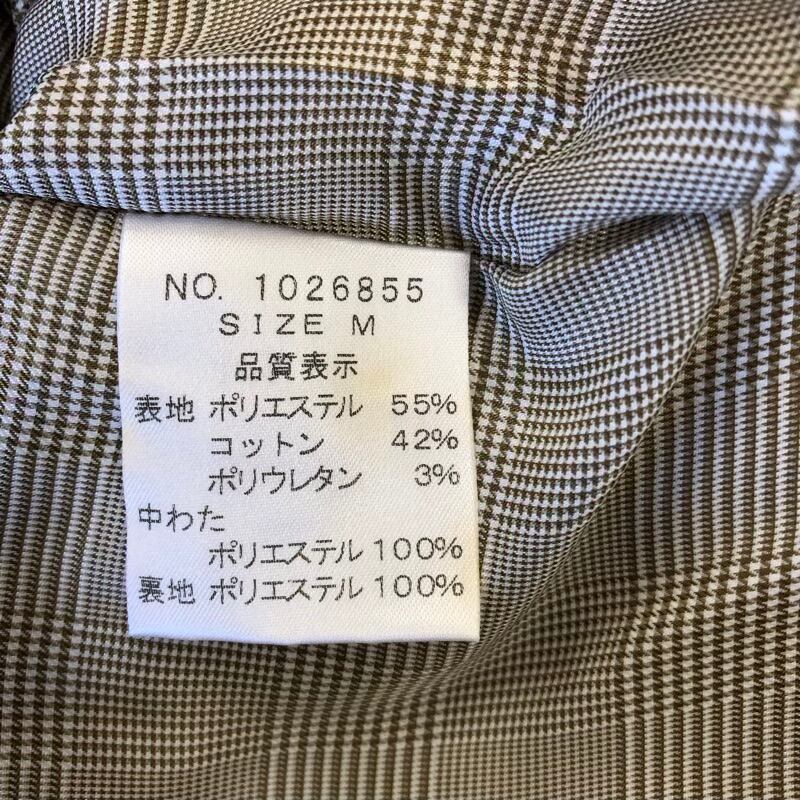 NO. 1026855
SIZE M
品質表示
表地 ポリエステル 55%
コットン 42%
ポリウレタン 3%
中わた
ポリエステル 100%
裏地 ポリエステル 100%